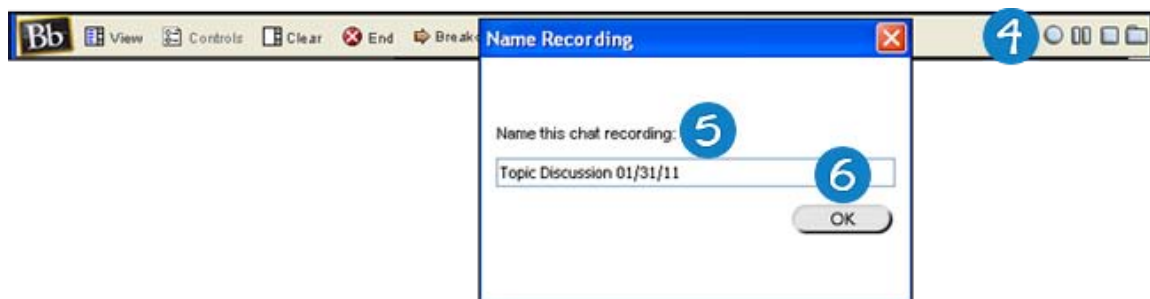 Bb View Controls Clear End Break
Name Recording
4
Name this chat recording: 5
Topic Discussion 01/31/11
6
OK